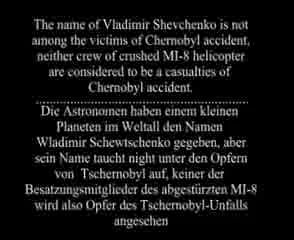 The name of Vladimir Shevchenko is not
among the victims of Chernobyl accident,
neither crew of crushed MI-8 helicopter
are considered to be a casualties of
Chernobyl accident.
Die Astronomen haben einem kleinen
Planeten im Weltall den Namen
Wladimir Schewtschenko gegeben, aber
sein Name taucht night unter den Opfern
von Tschernobyl auf, keiner der
Besatzungsmitglieder des abgestürzten MI-8
wird also Opfer des Tschernobyl-Unfalls
angesehen